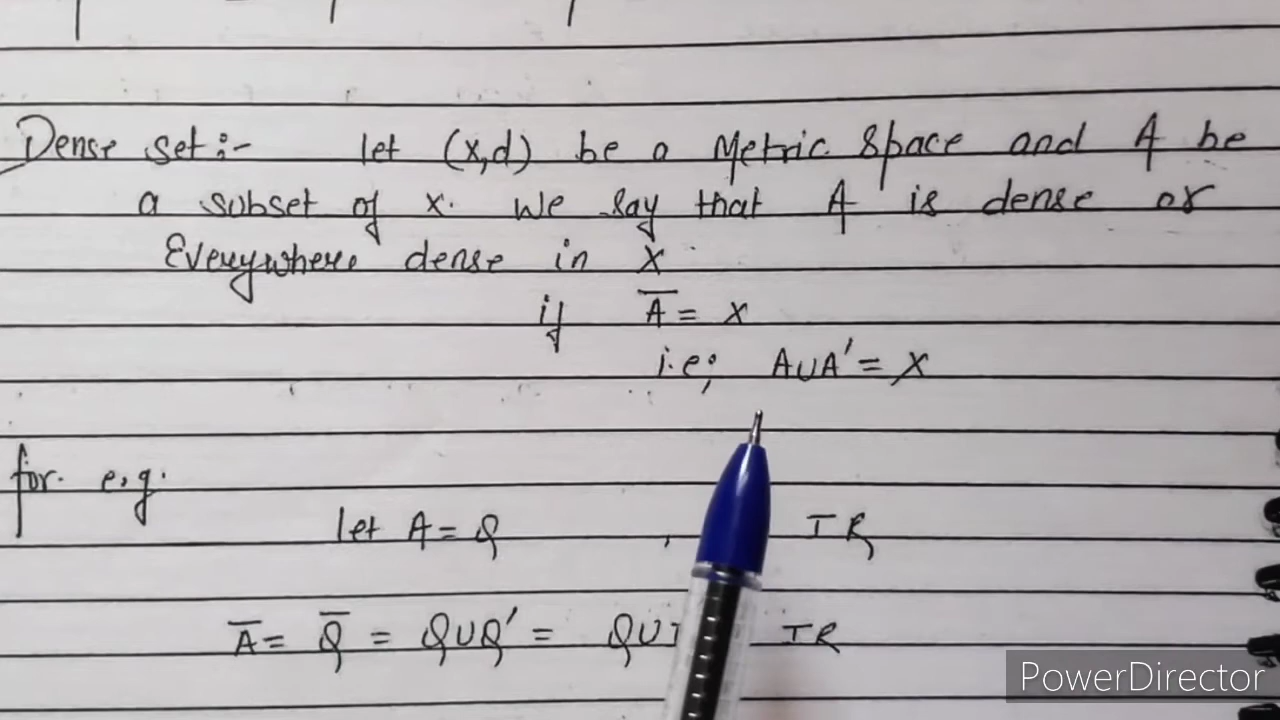 Dense set :- let (x,d) be a Metric Space and A be
a subset of x. We say that A is dense or
Everywhere dense in X
if A̅ = X
i.e; A∪A' = X
for e.g.
let A = Q , IR
A̅ = Q̅ = Q∪Q' = Q∪ IR
PowerDirector